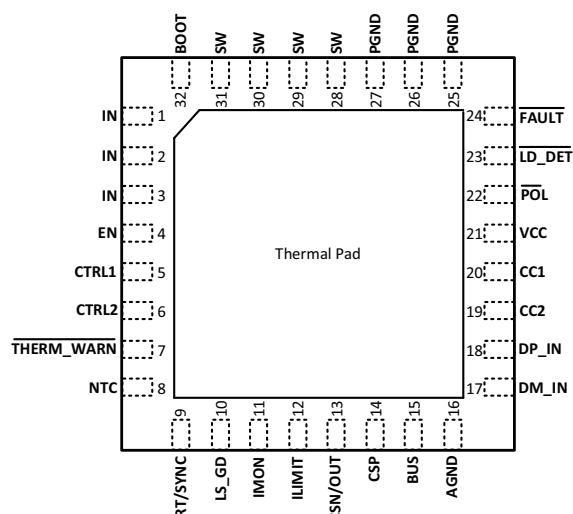 BOOT
SW
SW
SW
SW
PGND
PGND
PGND
32
31
30
29
28
27
26
25
IN 1
24 FAULT
IN 2
23 LD_DET
IN 3
22 POL
EN 4
21 VCC
CTRL1 5
20 CC1
CTRL2 6
19 CC2
THERM_WARN 7
18 DP_IN
NTC 8
17 DM_IN
Thermal Pad
9
10
11
12
13
14
15
16
RT/SYNC
LS_GD
IMON
ILIMIT
CSN/OUT
CSP
BUS
AGND